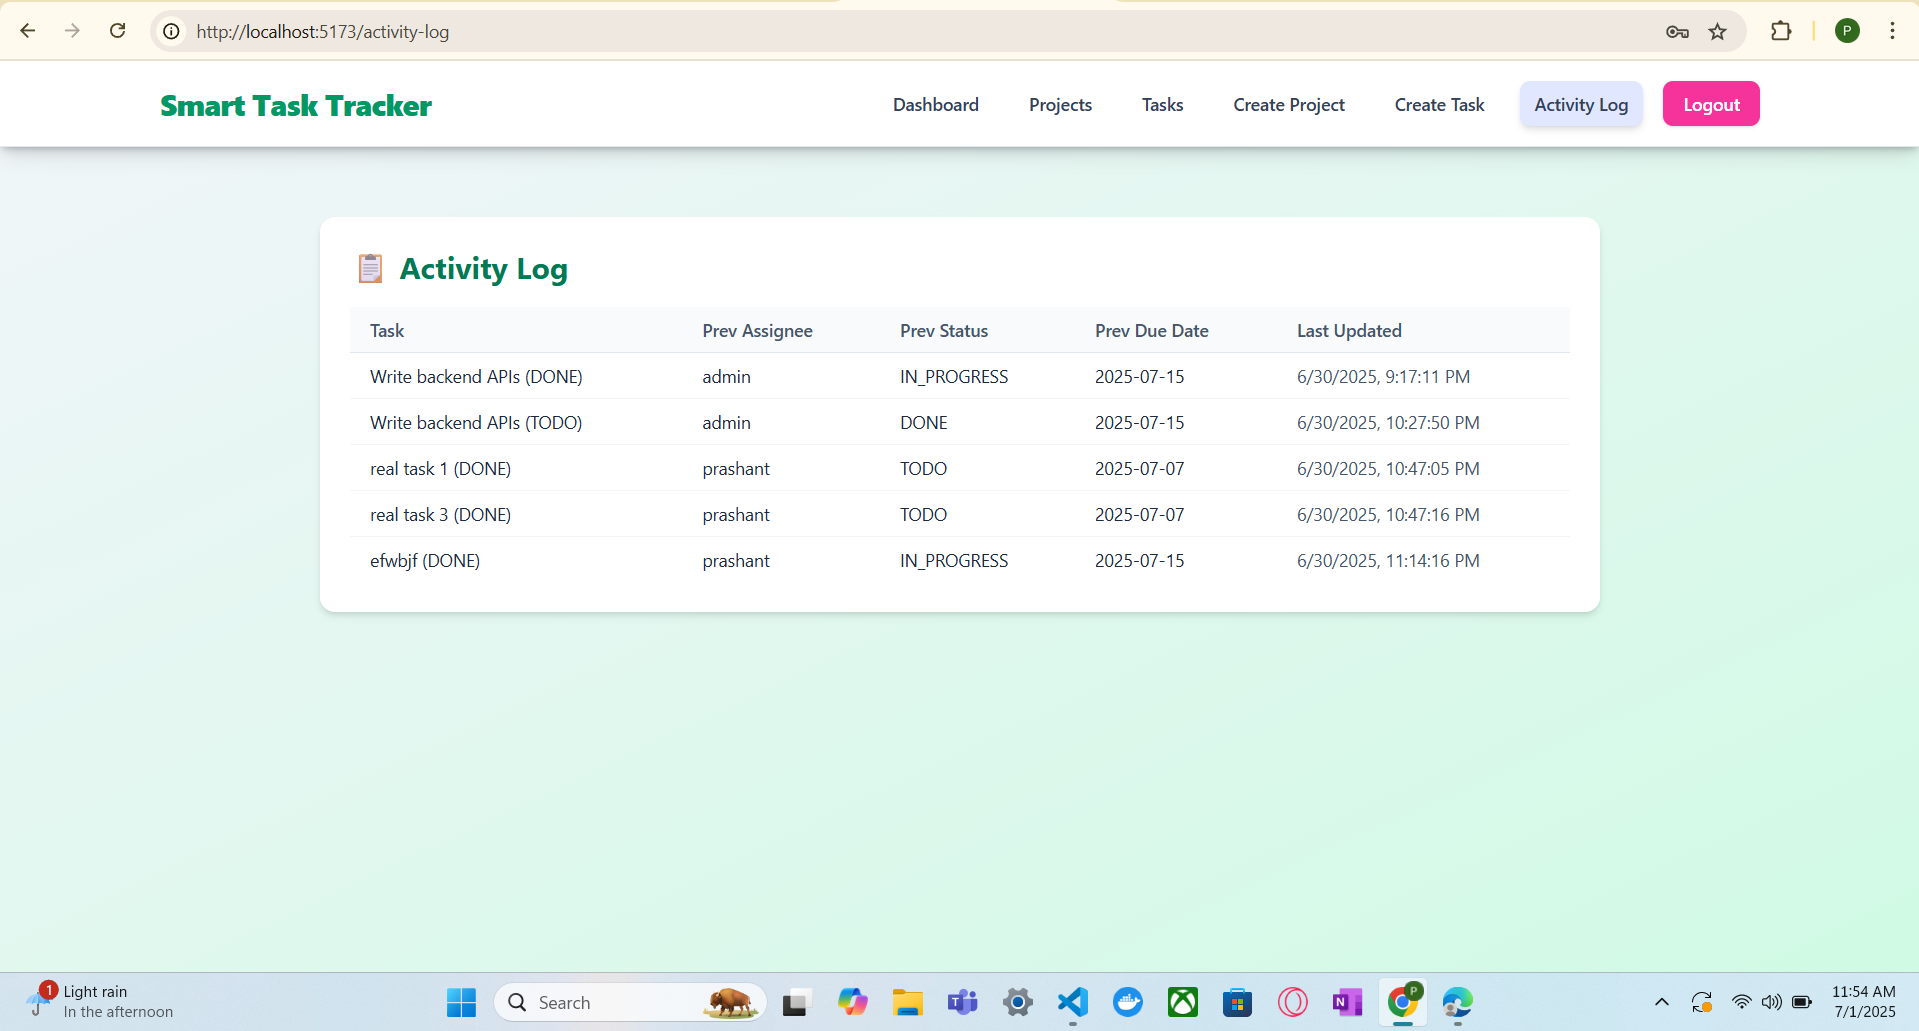 http://localhost:5173/activity-log
P
Smart Task Tracker
Dashboard Projects Tasks Create Project Create Task Activity Log Logout
Activity Log
Task Prev Assignee Prev Status Prev Due Date Last Updated
Write backend APIs (DONE) admin IN_PROGRESS 2025-07-15 6/30/2025, 9:17:11 PM
Write backend APIs (TODO) admin DONE 2025-07-15 6/30/2025, 10:27:50 PM
real task 1 (DONE) prashant TODO 2025-07-07 6/30/2025, 10:47:05 PM
real task 3 (DONE) prashant TODO 2025-07-07 6/30/2025, 10:47:16 PM
efwbjf (DONE) prashant IN_PROGRESS 2025-07-15 6/30/2025, 11:14:16 PM
1
Light rain
In the afternoon
Search
T
N
P
11:54 AM
7/1/2025